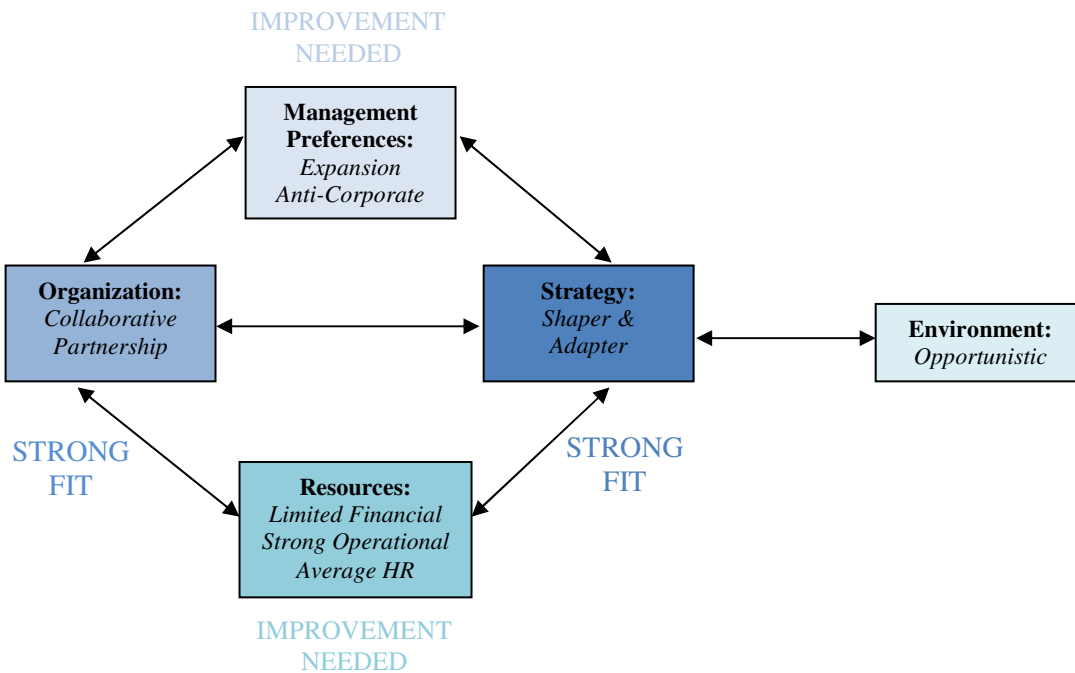 IMPROVEMENT
NEEDED
Management
Preferences:
Expansion
Anti-Corporate
Organization:
Collaborative
Partnership
Strategy:
Shaper &
Adapter
Environment:
Opportunistic
STRONG
FIT
STRONG
FIT
Resources:
Limited Financial
Strong Operational
Average HR
IMPROVEMENT
NEEDED